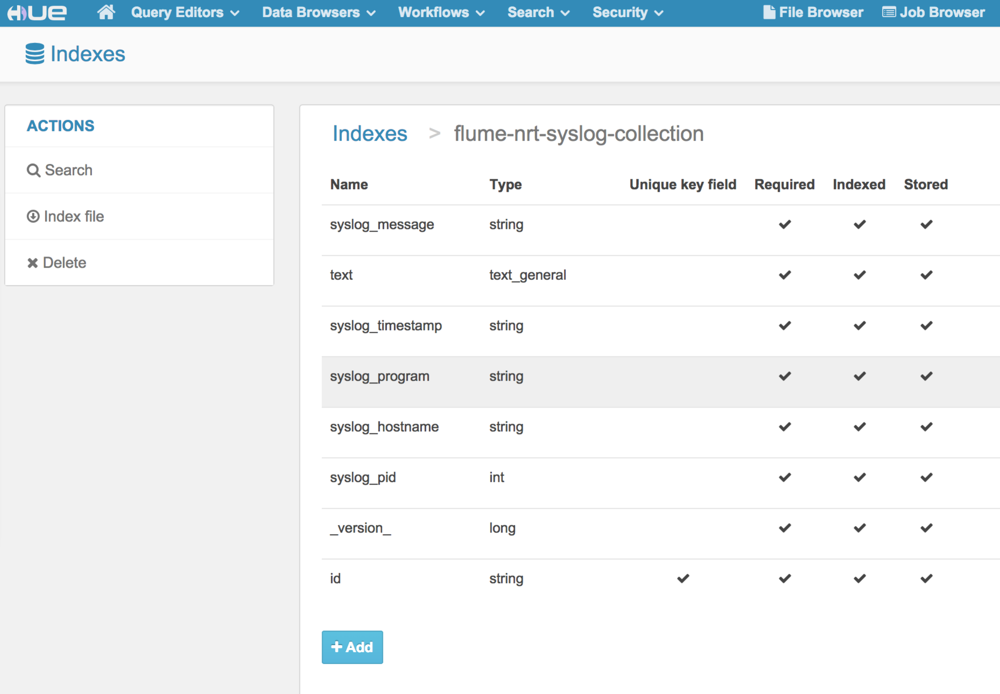 HUE Query Editors Data Browsers Workflows Search Security File Browser Job Browser
Indexes
ACTIONS
Search
Index file
Delete
Indexes > flume-nrt-syslog-collection
Name Type Unique key field Required Indexed Stored
syslog_message string
text text_general
syslog_timestamp string
syslog_program string
syslog_hostname string
syslog_pid int
_version_ long
id string
+ Add